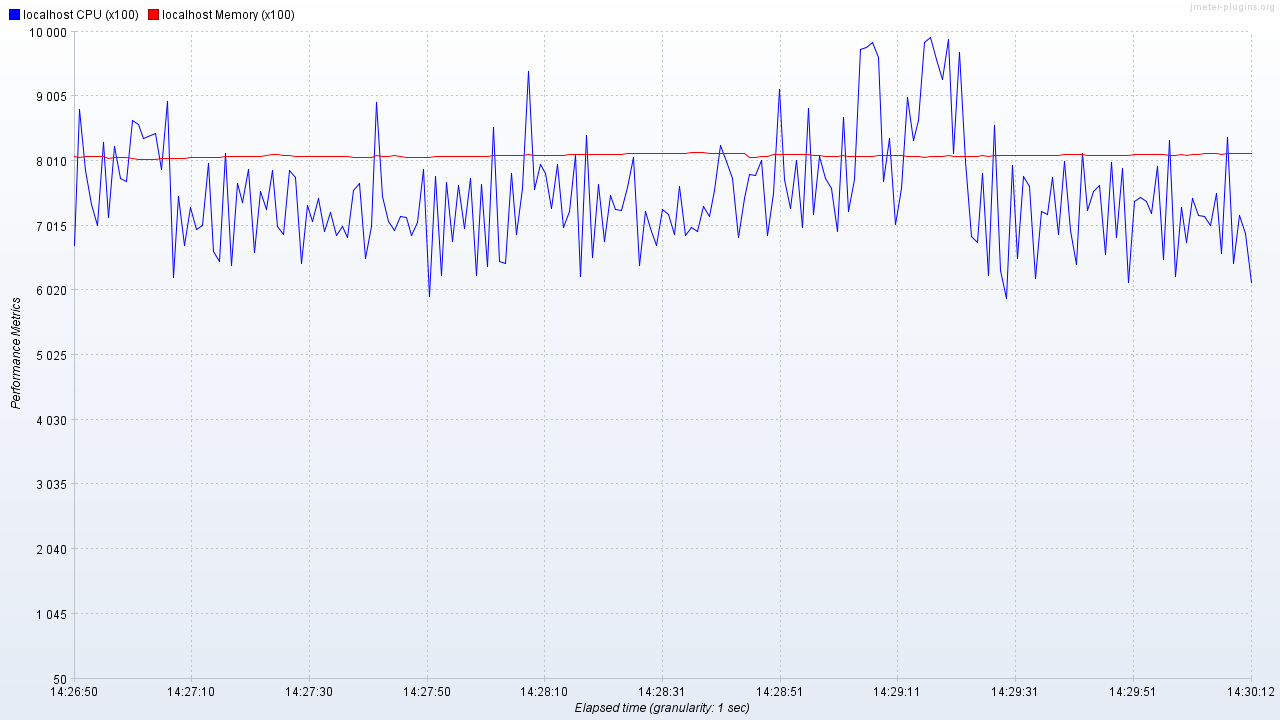 localhost CPU (x100) localhost Memory (x100)
jmeter-plugins.org
10 000
9 005
8 010
7 015
6 020
5 025
4 030
3 035
2 040
1 045
50
Performance Metrics
14:26:50 14:27:10 14:27:30 14:27:50 14:28:10 14:28:31 14:28:51 14:29:11 14:29:31 14:29:51 14:30:12
Elapsed time (granularity: 1 sec)